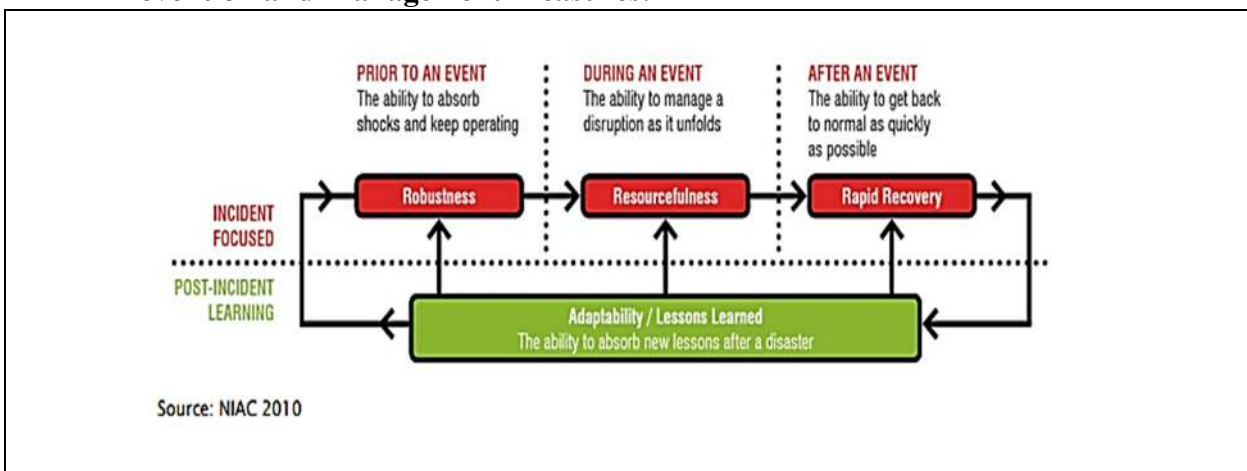 PRIOR TO AN EVENT
The ability to absorb
shocks and keep operating
DURING AN EVENT
The ability to manage a
disruption as it unfolds
AFTER AN EVENT
The ability to get back
to normal as quickly
as possible
Robustness
Resourcefulness
Rapid Recovery
INCIDENT
FOCUSED
POST-INCIDENT
LEARNING
Adaptability / Lessons Learned
The ability to absorb new lessons after a disaster
Source: NIAC 2010